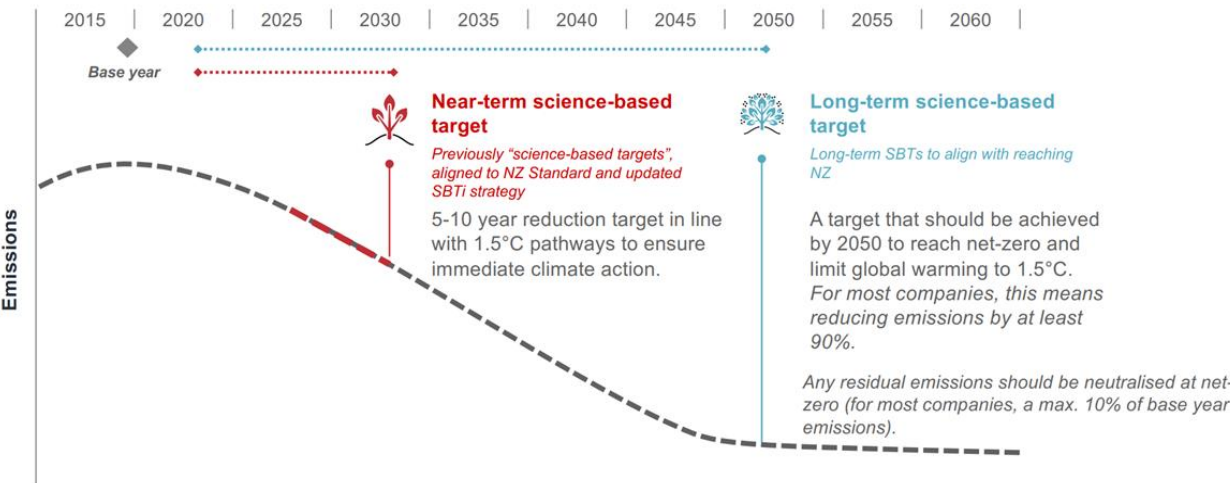 2015 | 2020 | 2025 | 2030 | 2035 | 2040 | 2045 | 2050 | 2055 | 2060 |
Base year
Near-term science-based
target
Previously “science-based targets”,
aligned to NZ Standard and updated
SBTi strategy
5-10 year reduction target in line
with 1.5°C pathways to ensure
immediate climate action.
Long-term science-based
target
Long-term SBTs to align with reaching
NZ
A target that should be achieved
by 2050 to reach net-zero and
limit global warming to 1.5°C.
For most companies, this means
reducing emissions by at least
90%.
Any residual emissions should be neutralised at net-
zero (for most companies, a max. 10% of base year
emissions).
Emissions